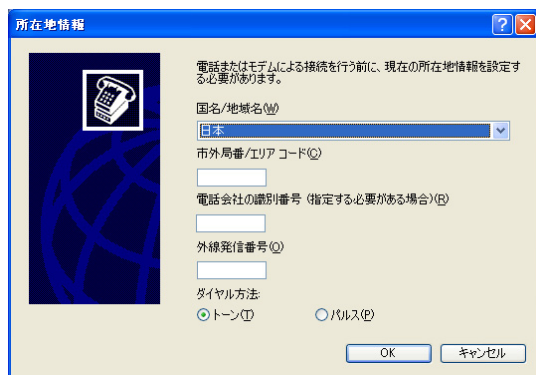 所在地情報
電話またはモデムによる接続を行う前に、現在の所在地情報を設定す
る必要があります。
国名/地域名(W)
日本
市外局番/エリア コード(C)
電話会社の識別番号 (指定する必要がある場合)(R)
外線発信番号(O)
ダイヤル方法:
トーン(T) パルス(P)
OK キャンセル